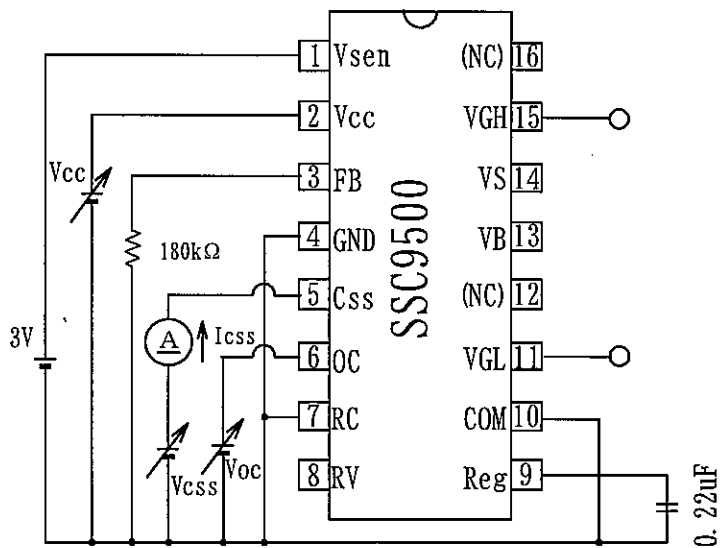 1 Vsen
2 Vcc
3 FB
4 GND
5 Css
6 OC
7 RC
8 RV
SSC9500
(NC) 16
VGH 15
VS 14
VB 13
(NC) 12
VGL 11
COM 10
Reg 9
Vcc
180kΩ
3V
A
Icss
Vcss
Voc
0.22uF